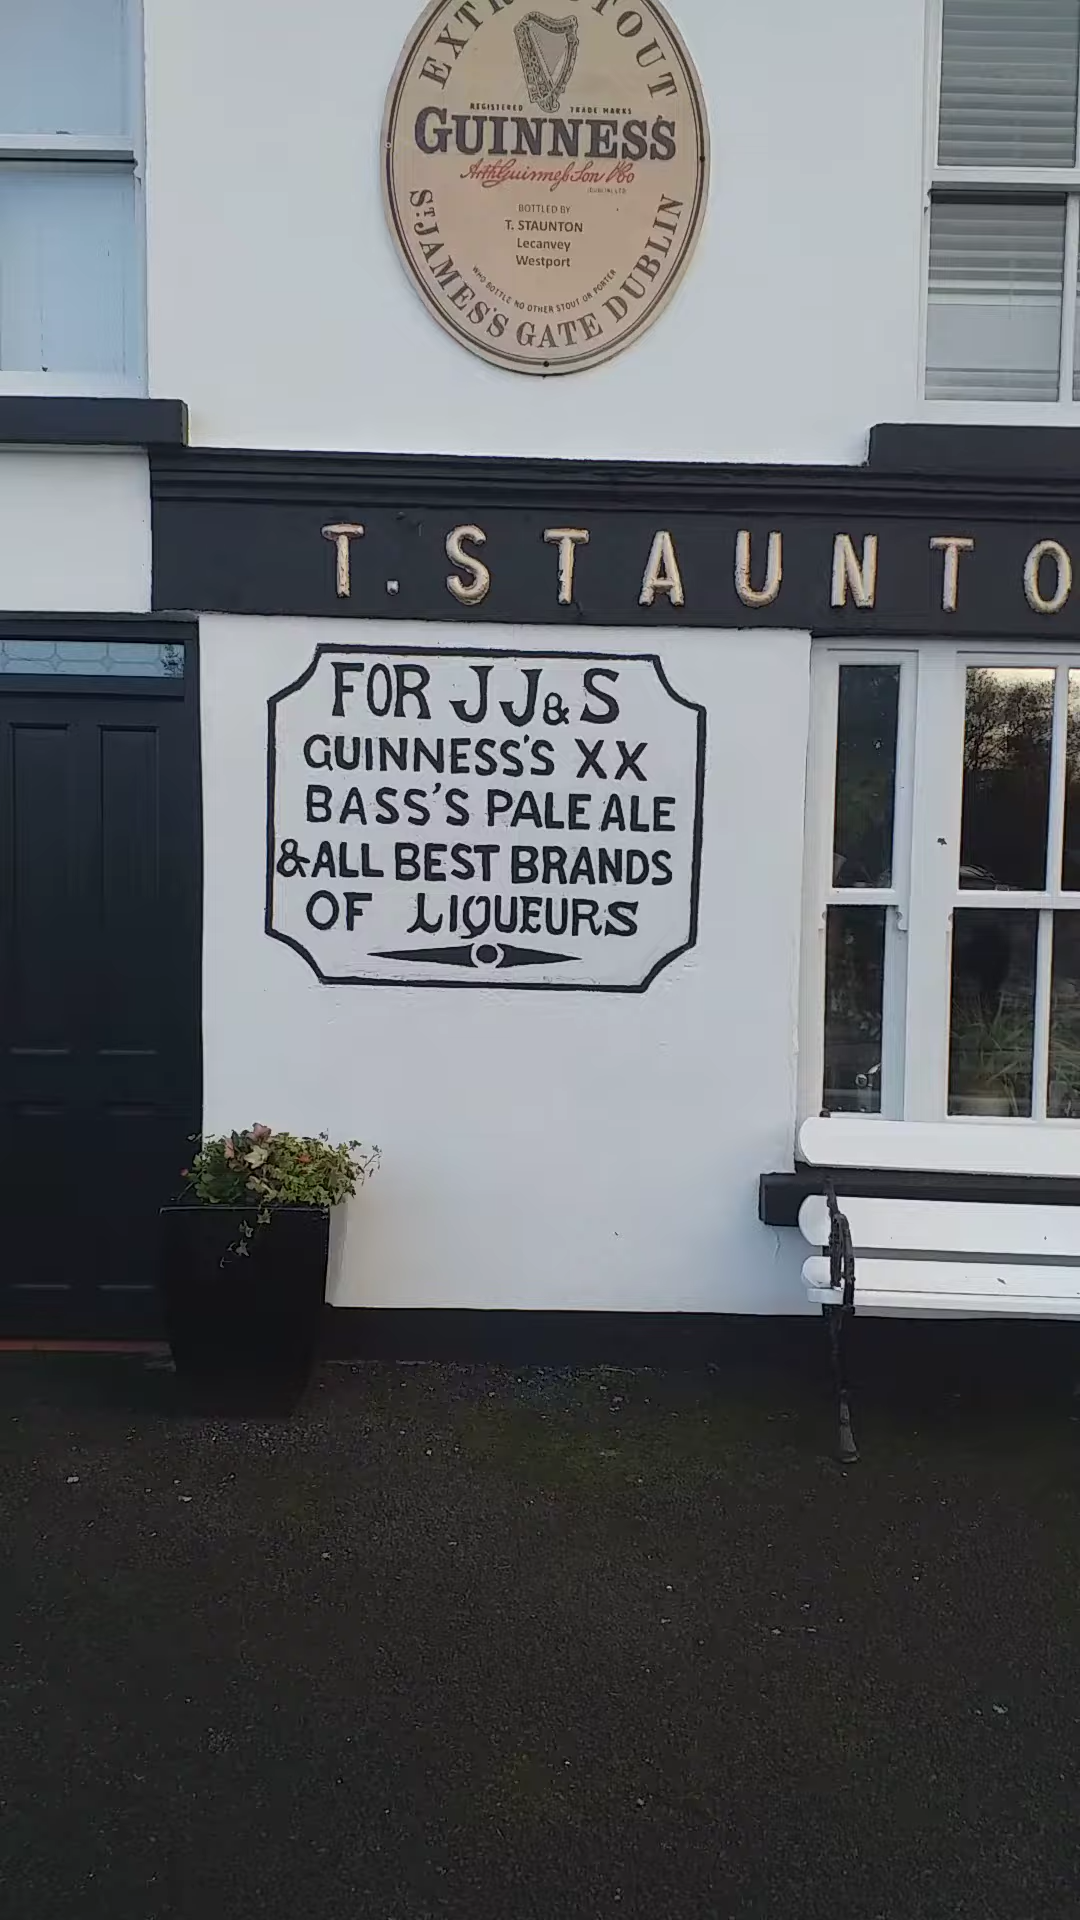 EXTRA STOUT
REGISTERED TRADE MARKS
GUINNESS
Arth Guinness Son & Co
(DUBLIN) LTD
BOTTLED BY
T. STAUNTON
Lecanvey
Westport
WHO BOTTLE NO OTHER STOUT OR PORTER
ST. JAMES'S GATE DUBLIN
T. STAUNTO
FOR JJ&S
GUINNESS'S XX
BASS'S PALE ALE
& ALL BEST BRANDS
OF LIQUEURS